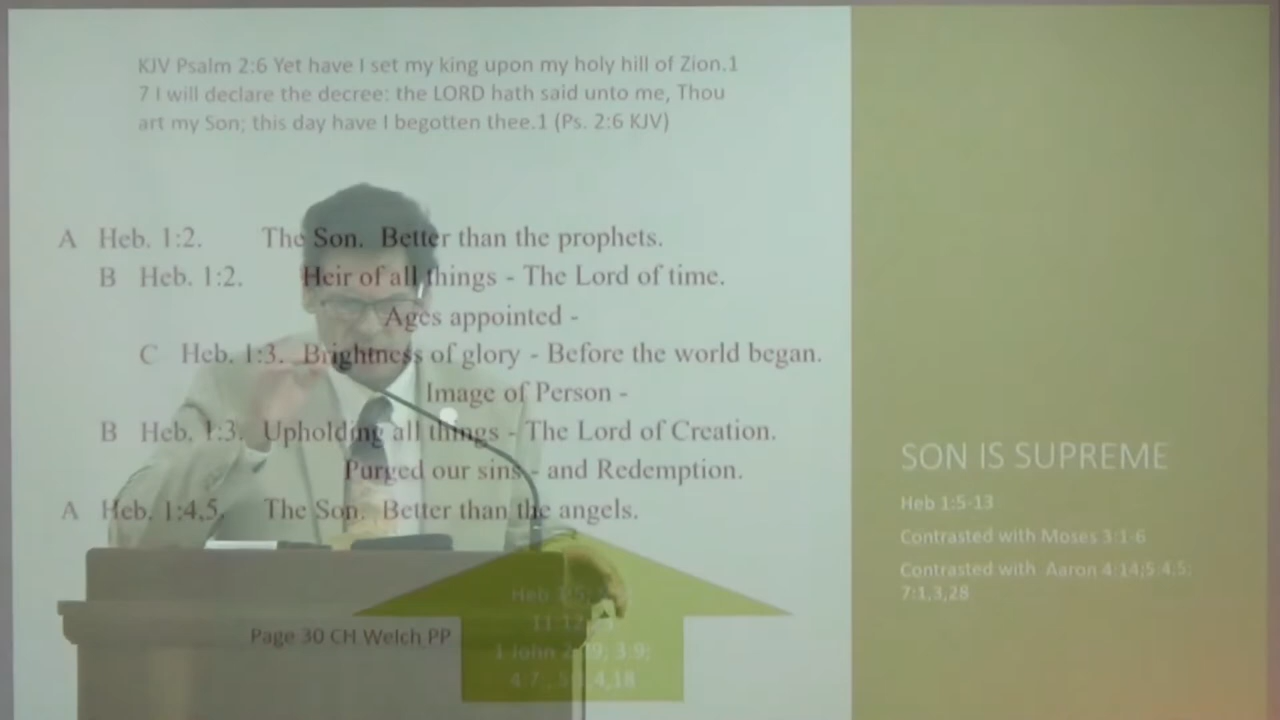 KJV Psalm 2:6 Yet have I set my king upon my holy hill of Zion.1
7 I will declare the decree: the LORD hath said unto me, Thou
art my Son; this day have I begotten thee.1 (Ps. 2:6 KJV)
A Heb. 1:2. The Son. Better than the prophets.
B Heb. 1:2. Heir of all things - The Lord of time.
Ages appointed -
C Heb. 1:3. Brightness of glory - Before the world began.
Image of Person -
B Heb. 1:3. Upholding all things - The Lord of Creation.
Purged our sins - and Redemption.
A Heb. 1:4,5. The Son. Better than the angels.
Page 30 CH Welch PP
Heb
1 John 3:9;
SON IS SUPREME
Heb 1:5-13
Contrasted with Moses 3:1-6
Contrasted with Aaron 4:14;5:4,5;
7:1,3,28